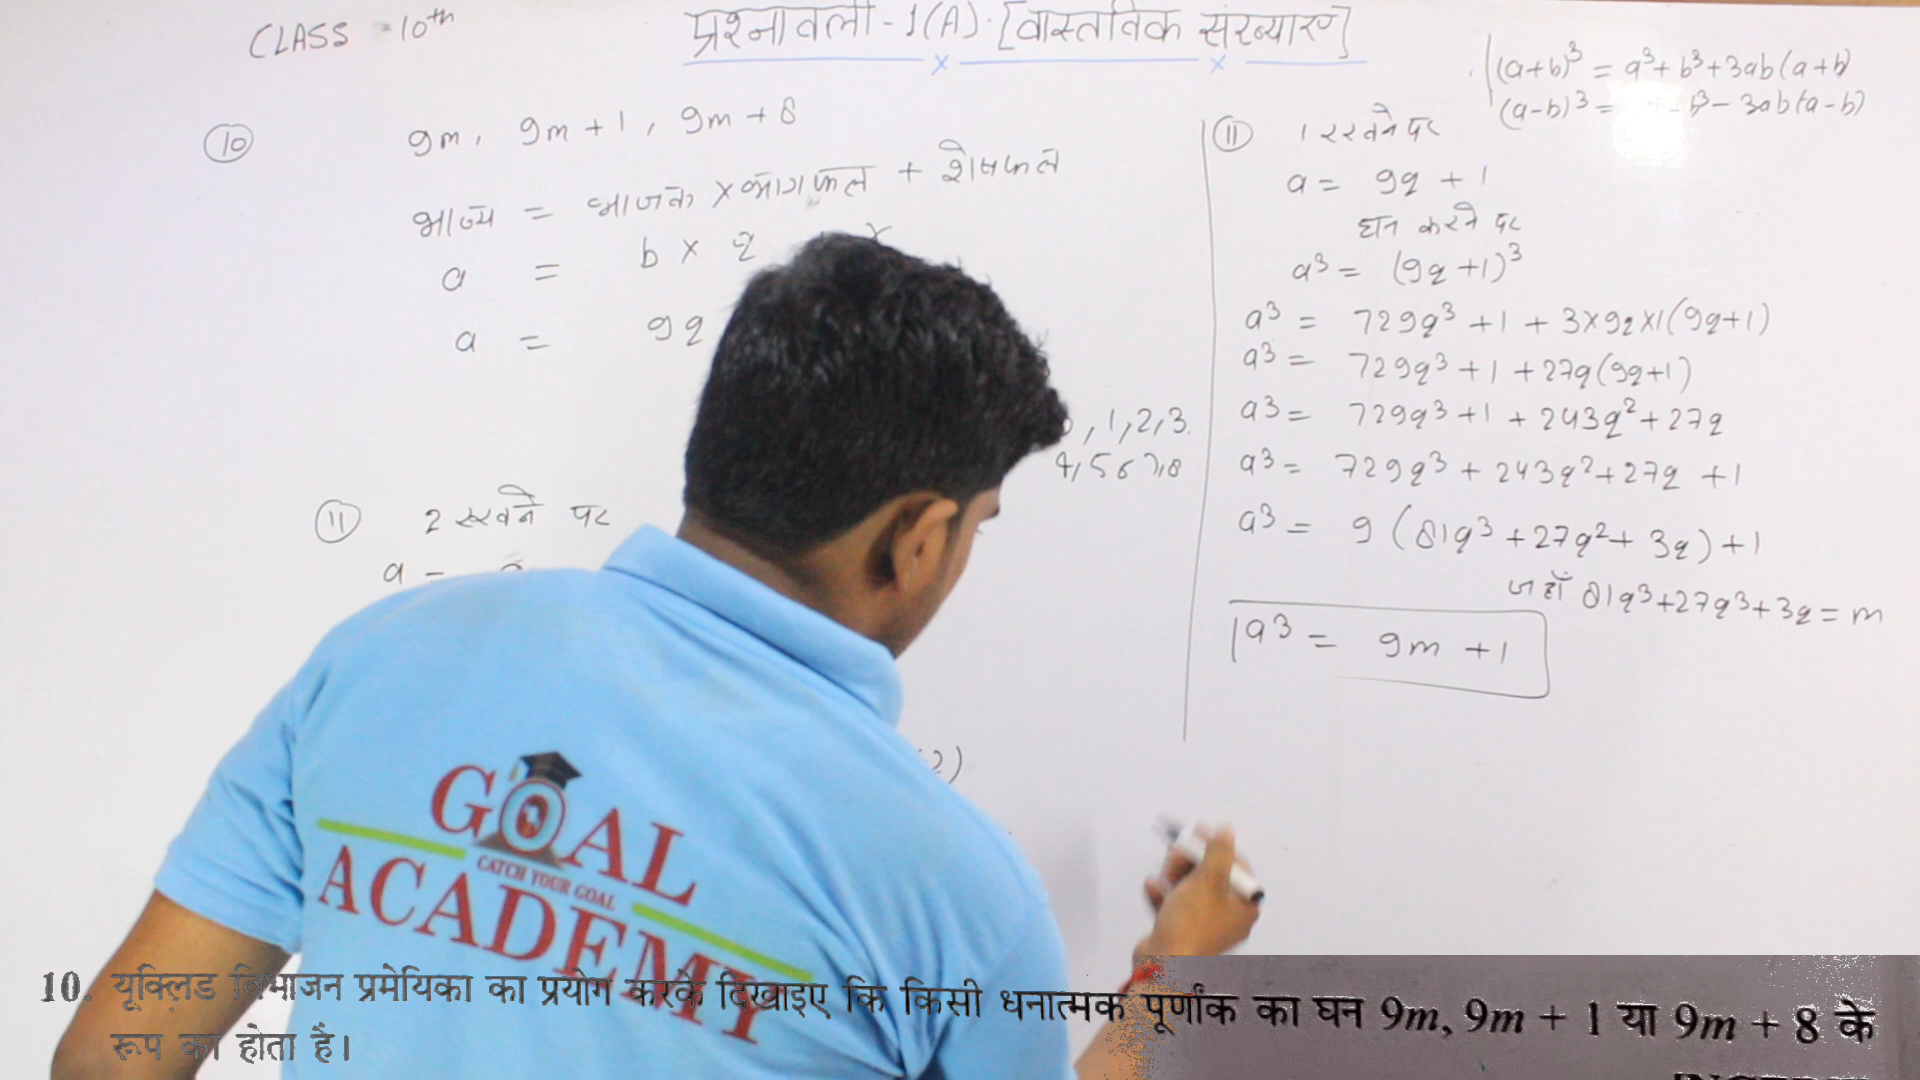 CLASS - 10th
प्रश्नावली - 1(A) · [वास्तविक संख्याएं]
(a+b)³ = a³ + b³ + 3ab(a+b)
(a-b)³ = - b³ - 3ab(a-b)
(10) 9m, 9m+1, 9m+8
भाज्य = भाजक × भागफल + शेषफल
a = b × q
a = 9q
, 1, 2, 3.
4, 5 6 7, 8
(11) 2 रखने पर
a =
2)
(11) 1 रखने पर
a = 9q + 1
घन करने पर
a³ = (9q+1)³
a³ = 729q³ + 1 + 3×9q×1(9q+1)
a³ = 729q³ + 1 + 27q(9q+1)
a³ = 729q³ + 1 + 243q² + 27q
a³ = 729q³ + 243q² + 27q + 1
a³ = 9(81q³ + 27q² + 3q) + 1
जहाँ 81q³ + 27q³ + 3q = m
a³ = 9m + 1
GOAL
CATCH YOUR GOAL
ACADEMY
10. यूक्लिड विभाजन प्रमेयिका का प्रयोग करके दिखाइए कि किसी धनात्मक पूर्णांक का घन 9m, 9m + 1 या 9m + 8 के
रूप का होता है।